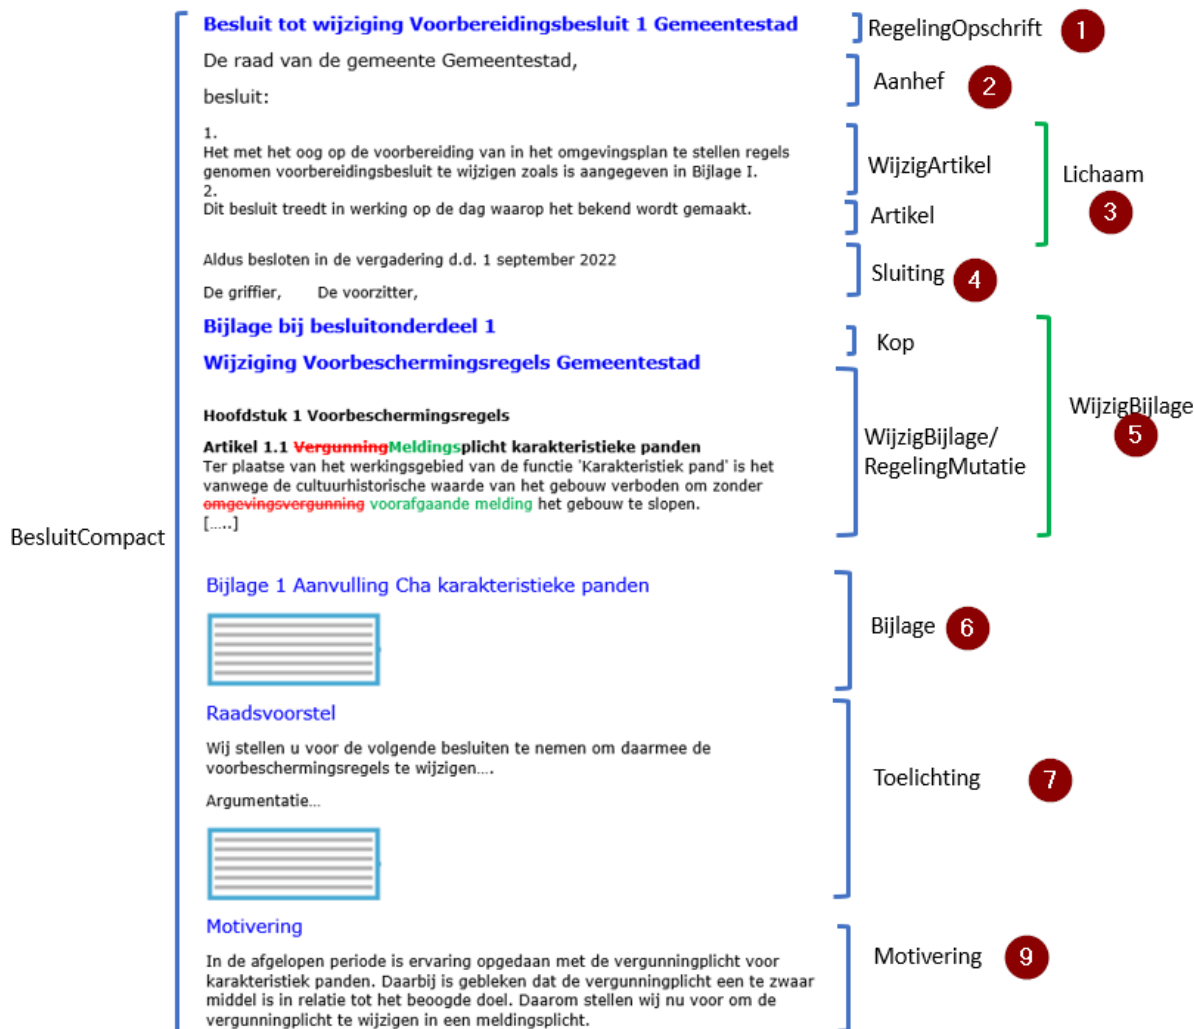 Besluit tot wijziging Voorbereidingsbesluit 1 Gemeentestad
RegelingOpschrift 1
De raad van de gemeente Gemeentestad,
Aanhef 2
besluit:
1.
Het met het oog op de voorbereiding van in het omgevingsplan te stellen regels
genomen voorbereidingsbesluit te wijzigen zoals is aangegeven in Bijlage I.
WijzigArtikel
Lichaam
3
2.
Dit besluit treedt in werking op de dag waarop het bekend wordt gemaakt.
Artikel
Aldus besloten in de vergadering d.d. 1 september 2022
Sluiting 4
De griffier, De voorzitter,
Bijlage bij besluitonderdeel 1
Kop
Wijziging Voorbeschermingsregels Gemeentestad
Hoofdstuk 1 Voorbeschermingsregels
WijzigBijlage
5
Artikel 1.1 VergunningMeldingsplicht karakteristieke panden
Ter plaatse van het werkingsgebied van de functie 'Karakteristiek pand' is het
vanwege de cultuurhistorische waarde van het gebouw verboden om zonder
omgevingsvergunning voorafgaande melding het gebouw te slopen.
[…..]
WijzigBijlage/
RegelingMutatie
BesluitCompact
Bijlage 1 Aanvulling Cha karakteristieke panden
Bijlage 6
Raadsvoorstel
Wij stellen u voor de volgende besluiten te nemen om daarmee de
voorbeschermingsregels te wijzigen….
Toelichting 7
Argumentatie…
Motivering
Motivering 9
In de afgelopen periode is ervaring opgedaan met de vergunningplicht voor
karakteristiek panden. Daarbij is gebleken dat de vergunningplicht een te zwaar
middel is in relatie tot het beoogde doel. Daarom stellen wij nu voor om de
vergunningplicht te wijzigen in een meldingsplicht.